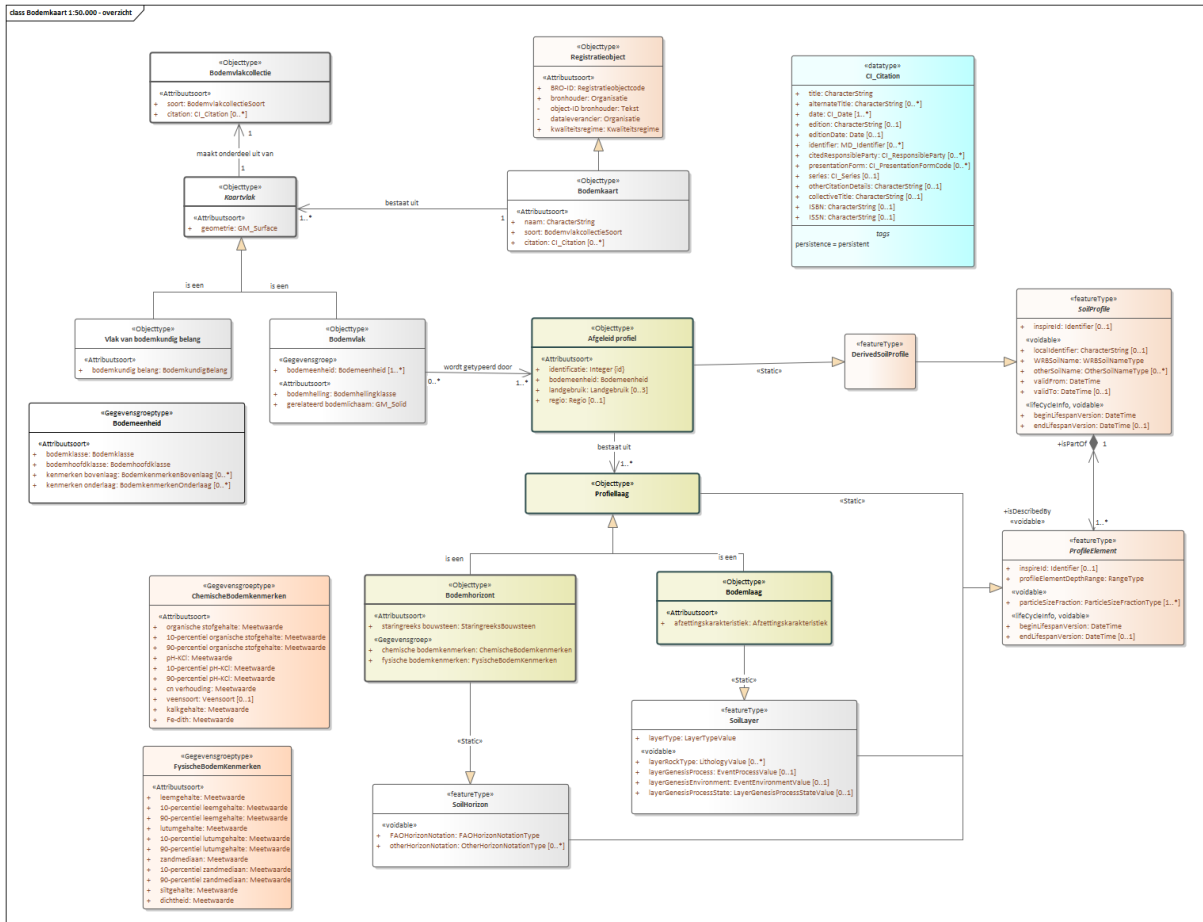 class Bodemkaart 1:50.000 - overzicht
«Objecttype»
Bodemvlakcollectie
«Attribuutsoort»
+ soort: BodemvlakcollectieSoort
+ citation: CI_Citation [0..*]
1
maakt onderdeel uit van
1
«Objecttype»
Kaartvlak
«Attribuutsoort»
+ geometrie: GM_Surface
1..*
bestaat uit
1
«Objecttype»
Registratieobject
«Attribuutsoort»
+ BRO-ID: Registratieobjectcode
+ bronhouder: Organisatie
- object-ID bronhouder: Tekst
- dataleverancier: Organisatie
+ kwaliteitsregime: Kwaliteitsregime
«Objecttype»
Bodemkaart
«Attribuutsoort»
+ naam: CharacterString
+ soort: BodemvlakcollectieSoort
+ citation: CI_Citation [0..*]
«datatype»
CI_Citation
+ title: CharacterString
+ alternateTitle: CharacterString [0..*]
+ date: CI_Date [1..*]
+ edition: CharacterString [0..1]
+ editionDate: Date [0..1]
+ identifier: MD_Identifier [0..*]
+ citedResponsibleParty: CI_ResponsibleParty [0..*]
+ presentationForm: CI_PresentationFormCode [0..*]
+ series: CI_Series [0..1]
+ otherCitationDetails: CharacterString [0..1]
+ collectiveTitle: CharacterString [0..1]
+ ISBN: CharacterString [0..1]
+ ISSN: CharacterString [0..1]
tags
persistence = persistent
is een
is een
«Objecttype»
Vlak van bodemkundig belang
«Attribuutsoort»
+ bodemkundig belang: BodemkundigBelang
«Objecttype»
Bodemvlak
«Gegevensgroep»
+ bodemeenheid: Bodemeenheid [1..*]
«Attribuutsoort»
+ bodemhelling: Bodemhellingklasse
+ gerelateerd bodemlichaam: GM_Solid
wordt getypeerd door
0..*
1..*
«Objecttype»
Afgeleid profiel
«Attribuutsoort»
+ identificatie: Integer {id}
+ bodemeenheid: Bodemeenheid
+ landgebruik: Landgebruik [0..3]
+ regio: Regio [0..1]
«Static»
«featureType»
DerivedSoilProfile
«featureType»
SoilProfile
+ inspireId: Identifier [0..1]
«voidable»
+ localIdentifier: CharacterString [0..1]
+ WRBSoilName: WRBSoilNameType
+ otherSoilName: OtherSoilNameType [0..*]
+ validFrom: DateTime
+ validTo: DateTime [0..1]
«lifeCycleInfo, voidable»
+ beginLifespanVersion: DateTime
+ endLifespanVersion: DateTime [0..1]
+isPartOf
1
«Gegevensgroeptype»
Bodemeenheid
«Attribuutsoort»
+ bodemklasse: Bodemklasse
+ bodemhoofdklasse: Bodemhoofdklasse
+ kenmerken bovenlaag: BodemkenmerkenBovenlaag [0..*]
+ kenmerken onderlaag: BodemkenmerkenOnderlaag [0..*]
bestaat uit
1..*
«Objecttype»
Profiellaag
«Static»
+isDescribedBy
«voidable»
1..*
«featureType»
ProfileElement
+ inspireId: Identifier [0..1]
+ profileElementDepthRange: RangeType
«voidable»
+ particleSizeFraction: ParticleSizeFractionType [1..*]
«lifeCycleInfo, voidable»
+ beginLifespanVersion: DateTime
+ endLifespanVersion: DateTime [0..1]
is een
is een
«Objecttype»
Bodemhorizont
«Attribuutsoort»
+ staringreeks bouwsteen: StaringreeksBouwsteen
«Gegevensgroep»
+ chemische bodemkenmerken: ChemischeBodemkenmerken
+ fysische bodemkenmerken: FysischeBodemKenmerken
«Objecttype»
Bodemlaag
«Attribuutsoort»
+ afzettingskarakteristiek: Afzettingskarakteristiek
«Gegevensgroeptype»
ChemischeBodemkenmerken
«Attribuutsoort»
+ organische stofgehalte: Meetwaarde
+ 10-percentiel organische stofgehalte: Meetwaarde
+ 90-percentiel organische stofgehalte: Meetwaarde
+ pH-KCl: Meetwaarde
+ 10-percentiel pH-KCl: Meetwaarde
+ 90-percentiel pH-KCl: Meetwaarde
+ cn verhouding: Meetwaarde
+ veensoort: Veensoort [0..1]
+ kalkgehalte: Meetwaarde
+ Fe-dith: Meetwaarde
«Static»
«Static»
«featureType»
SoilLayer
+ layerType: LayerTypeValue
«voidable»
+ layerRockType: LithologyValue [0..*]
+ layerGenesisProcess: EventProcessValue [0..1]
+ layerGenesisEnvironment: EventEnvironmentValue [0..1]
+ layerGenesisProcessState: LayerGenesisProcessStateValue [0..1]
«Gegevensgroeptype»
FysischeBodemKenmerken
«Attribuutsoort»
+ leemgehalte: Meetwaarde
+ 10-percentiel leemgehalte: Meetwaarde
+ 90-percentiel leemgehalte: Meetwaarde
+ lutumgehalte: Meetwaarde
+ 10-percentiel lutumgehalte: Meetwaarde
+ 90-percentiel lutumgehalte: Meetwaarde
+ zandmediaan: Meetwaarde
+ 10-percentiel zandmediaan: Meetwaarde
+ 90-percentiel zandmediaan: Meetwaarde
+ siltgehalte: Meetwaarde
+ dichtheid: Meetwaarde
«featureType»
SoilHorizon
«voidable»
+ FAOHorizonNotation: FAOHorizonNotationType
+ otherHorizonNotation: OtherHorizonNotationType [0..*]